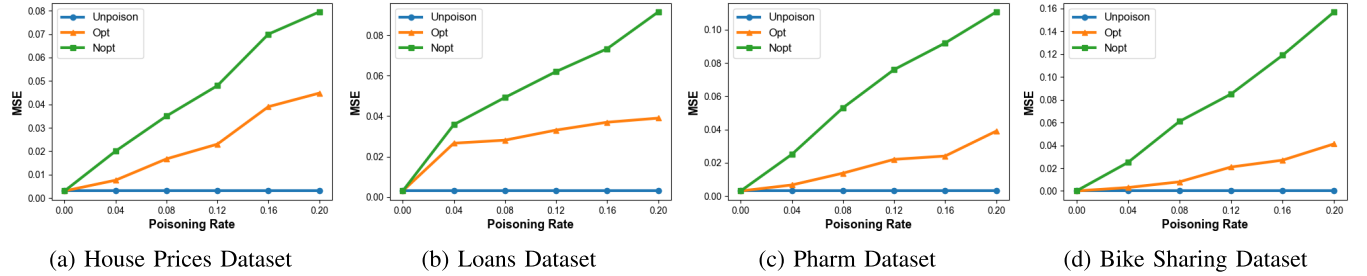 0.08
0.07
0.06
0.05
0.04
0.03
0.02
0.01
0.00
MSE
Unpoison
Opt
Nopt
0.00 0.04 0.08 0.12 0.16 0.20
Poisoning Rate
(a) House Prices Dataset
0.08
0.06
0.04
0.02
0.00
MSE
Unpoison
Opt
Nopt
0.00 0.04 0.08 0.12 0.16 0.20
Poisoning Rate
(b) Loans Dataset
0.10
0.08
0.06
0.04
0.02
0.00
MSE
Unpoison
Opt
Nopt
0.00 0.04 0.08 0.12 0.16 0.20
Poisoning Rate
(c) Pharm Dataset
0.16
0.14
0.12
0.10
0.08
0.06
0.04
0.02
0.00
MSE
Unpoison
Opt
Nopt
0.00 0.04 0.08 0.12 0.16 0.20
Poisoning Rate
(d) Bike Sharing Dataset